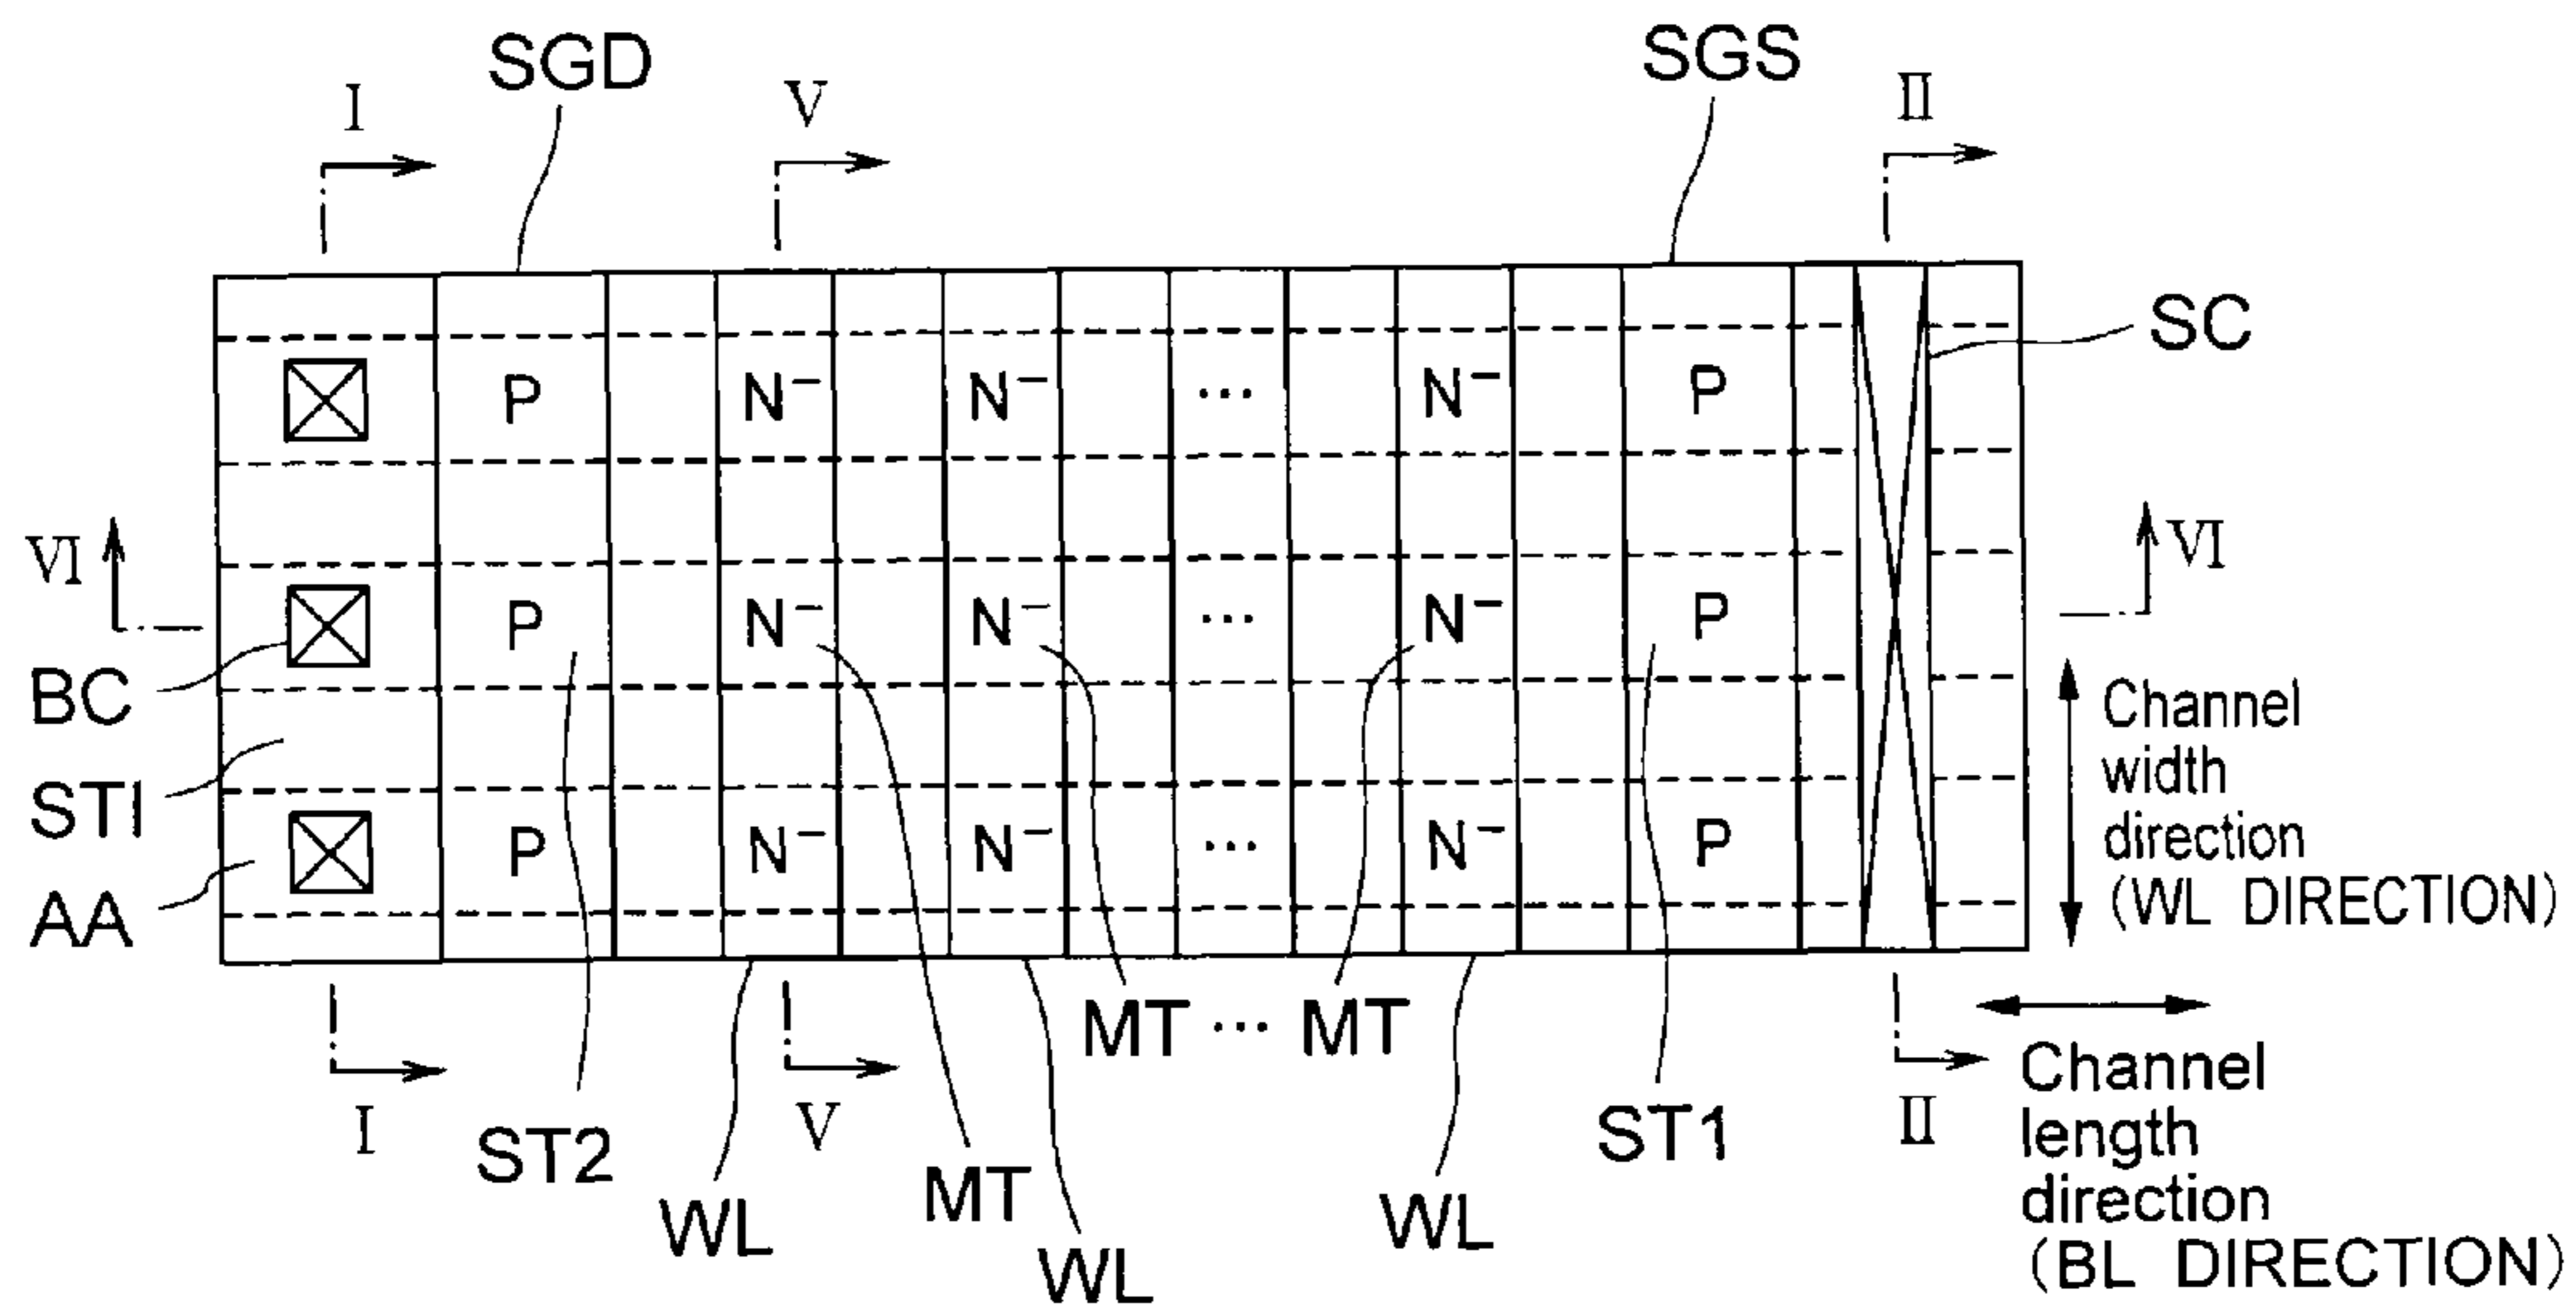 SGD
SGS
I
V
II
SC
P N⁻ N⁻ ... N⁻ P
VI
VI
P N⁻ N⁻ ... N⁻ P
BC
STI
AA
P N⁻ N⁻ ... N⁻ P
Channel
width
direction
(WL DIRECTION)
MT ... MT
I
V
II
ST2
MT
ST1
WL
WL
WL
Channel
length
direction
(BL DIRECTION)